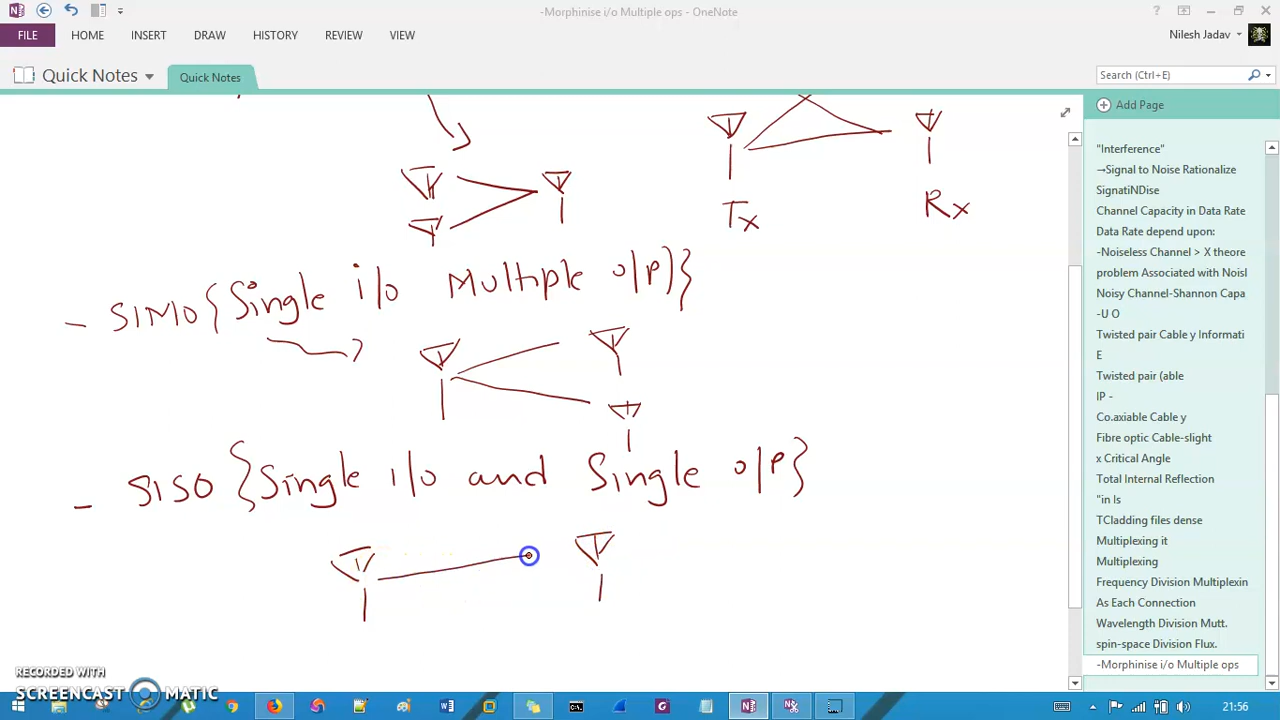 -Morphinise i/o Multiple ops - OneNote
FILE HOME INSERT DRAW HISTORY REVIEW VIEW
Nilesh Jadav
Quick Notes
Quick Notes
Search (Ctrl+E)
Add Page
Tx
Rx
- SIMO{Single i/o Multiple o/p)}
- SISO {Single i/o and Single o/p}
"Interference"
→Signal to Noise Rationalize
SignatiNDise
Channel Capacity in Data Rate
Data Rate depend upon:
-Noiseless Channel > X theore
problem Associated with Noisl
Noisy Channel-Shannon Capa
-U O
Twisted pair Cable y Informati
E
Twisted pair (able
IP -
Co.axiable Cable y
Fibre optic Cable-slight
x Critical Angle
Total Internal Reflection
"in ls
TCladding files dense
Multiplexing it
Multiplexing
Frequency Division Multiplexin
As Each Connection
Wavelength Division Mutt.
spin-space Division Flux.
-Morphinise i/o Multiple ops
RECORDED WITH
SCREENCAST MATIC
21:56